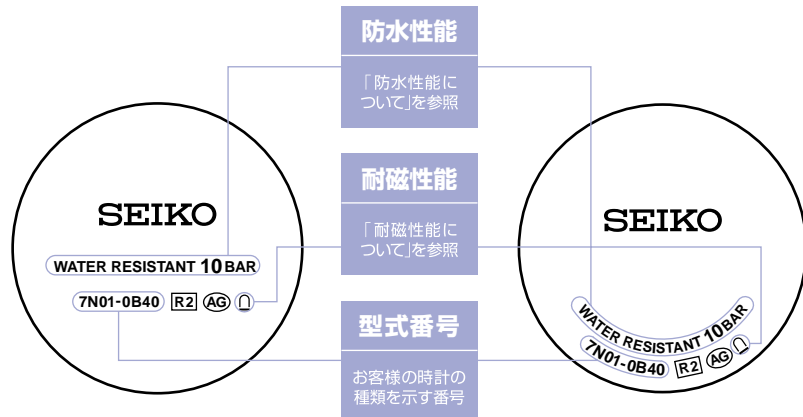 防水性能
「防水性能に
ついて」を参照
耐磁性能
「耐磁性能に
ついて」を参照
型式番号
お客様の時計の
種類を示す番号
SEIKO
WATER RESISTANT 10 BAR
7N01-0B40 R2 AG
SEIKO
WATER RESISTANT 10 BAR
7N01-0B40 R2 AG